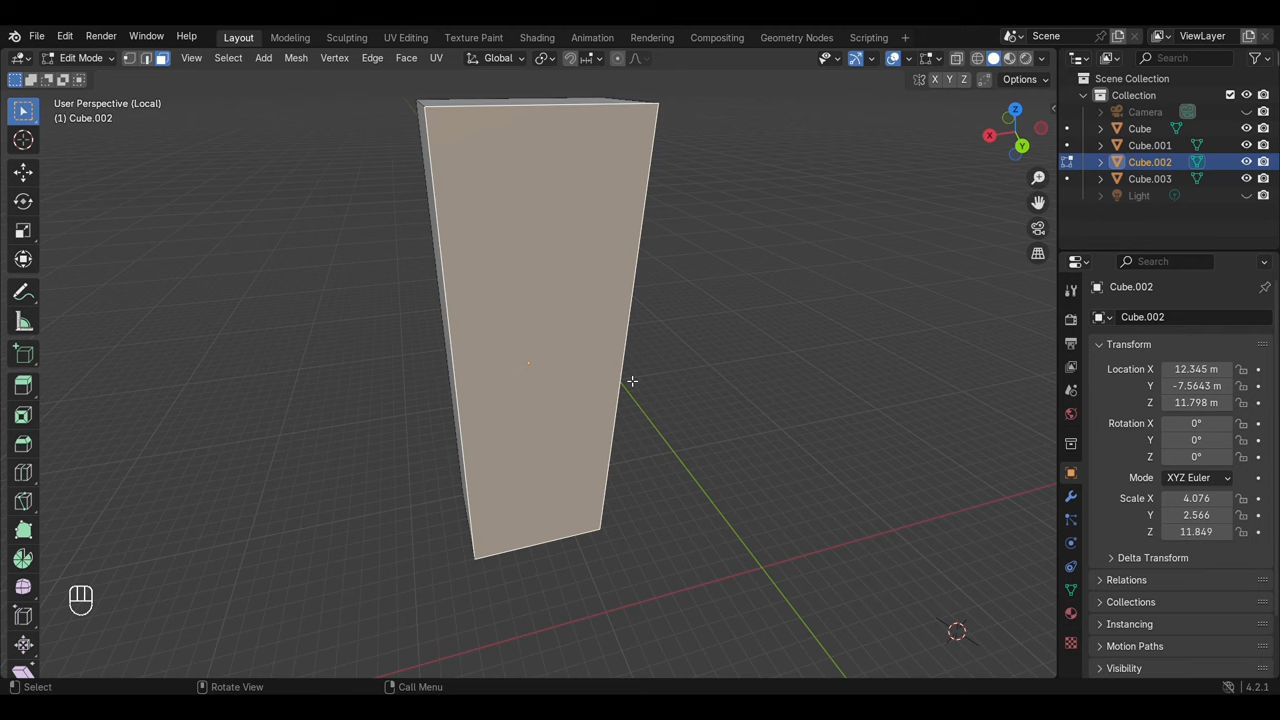 File Edit Render Window Help Layout Modeling Sculpting UV Editing Texture Paint Shading Animation Rendering Compositing Geometry Nodes Scripting + Scene ViewLayer
Edit Mode View Select Add Mesh Vertex Edge Face UV Global Search
X Y Z Options
Scene Collection
User Perspective (Local)
(1) Cube.002
Collection
Camera
Cube
Cube.001
Cube.002
Cube.003
Light
Z
X
Y
Search
Cube.002
Cube.002
Transform
Location X 12.345 m
Y -7.5643 m
Z 11.798 m
Rotation X 0°
Y 0°
Z 0°
Mode XYZ Euler
Scale X 4.076
Y 2.566
Z 11.849
Delta Transform
Relations
Collections
Instancing
Motion Paths
Visibility
Select Rotate View Call Menu 4.2.1